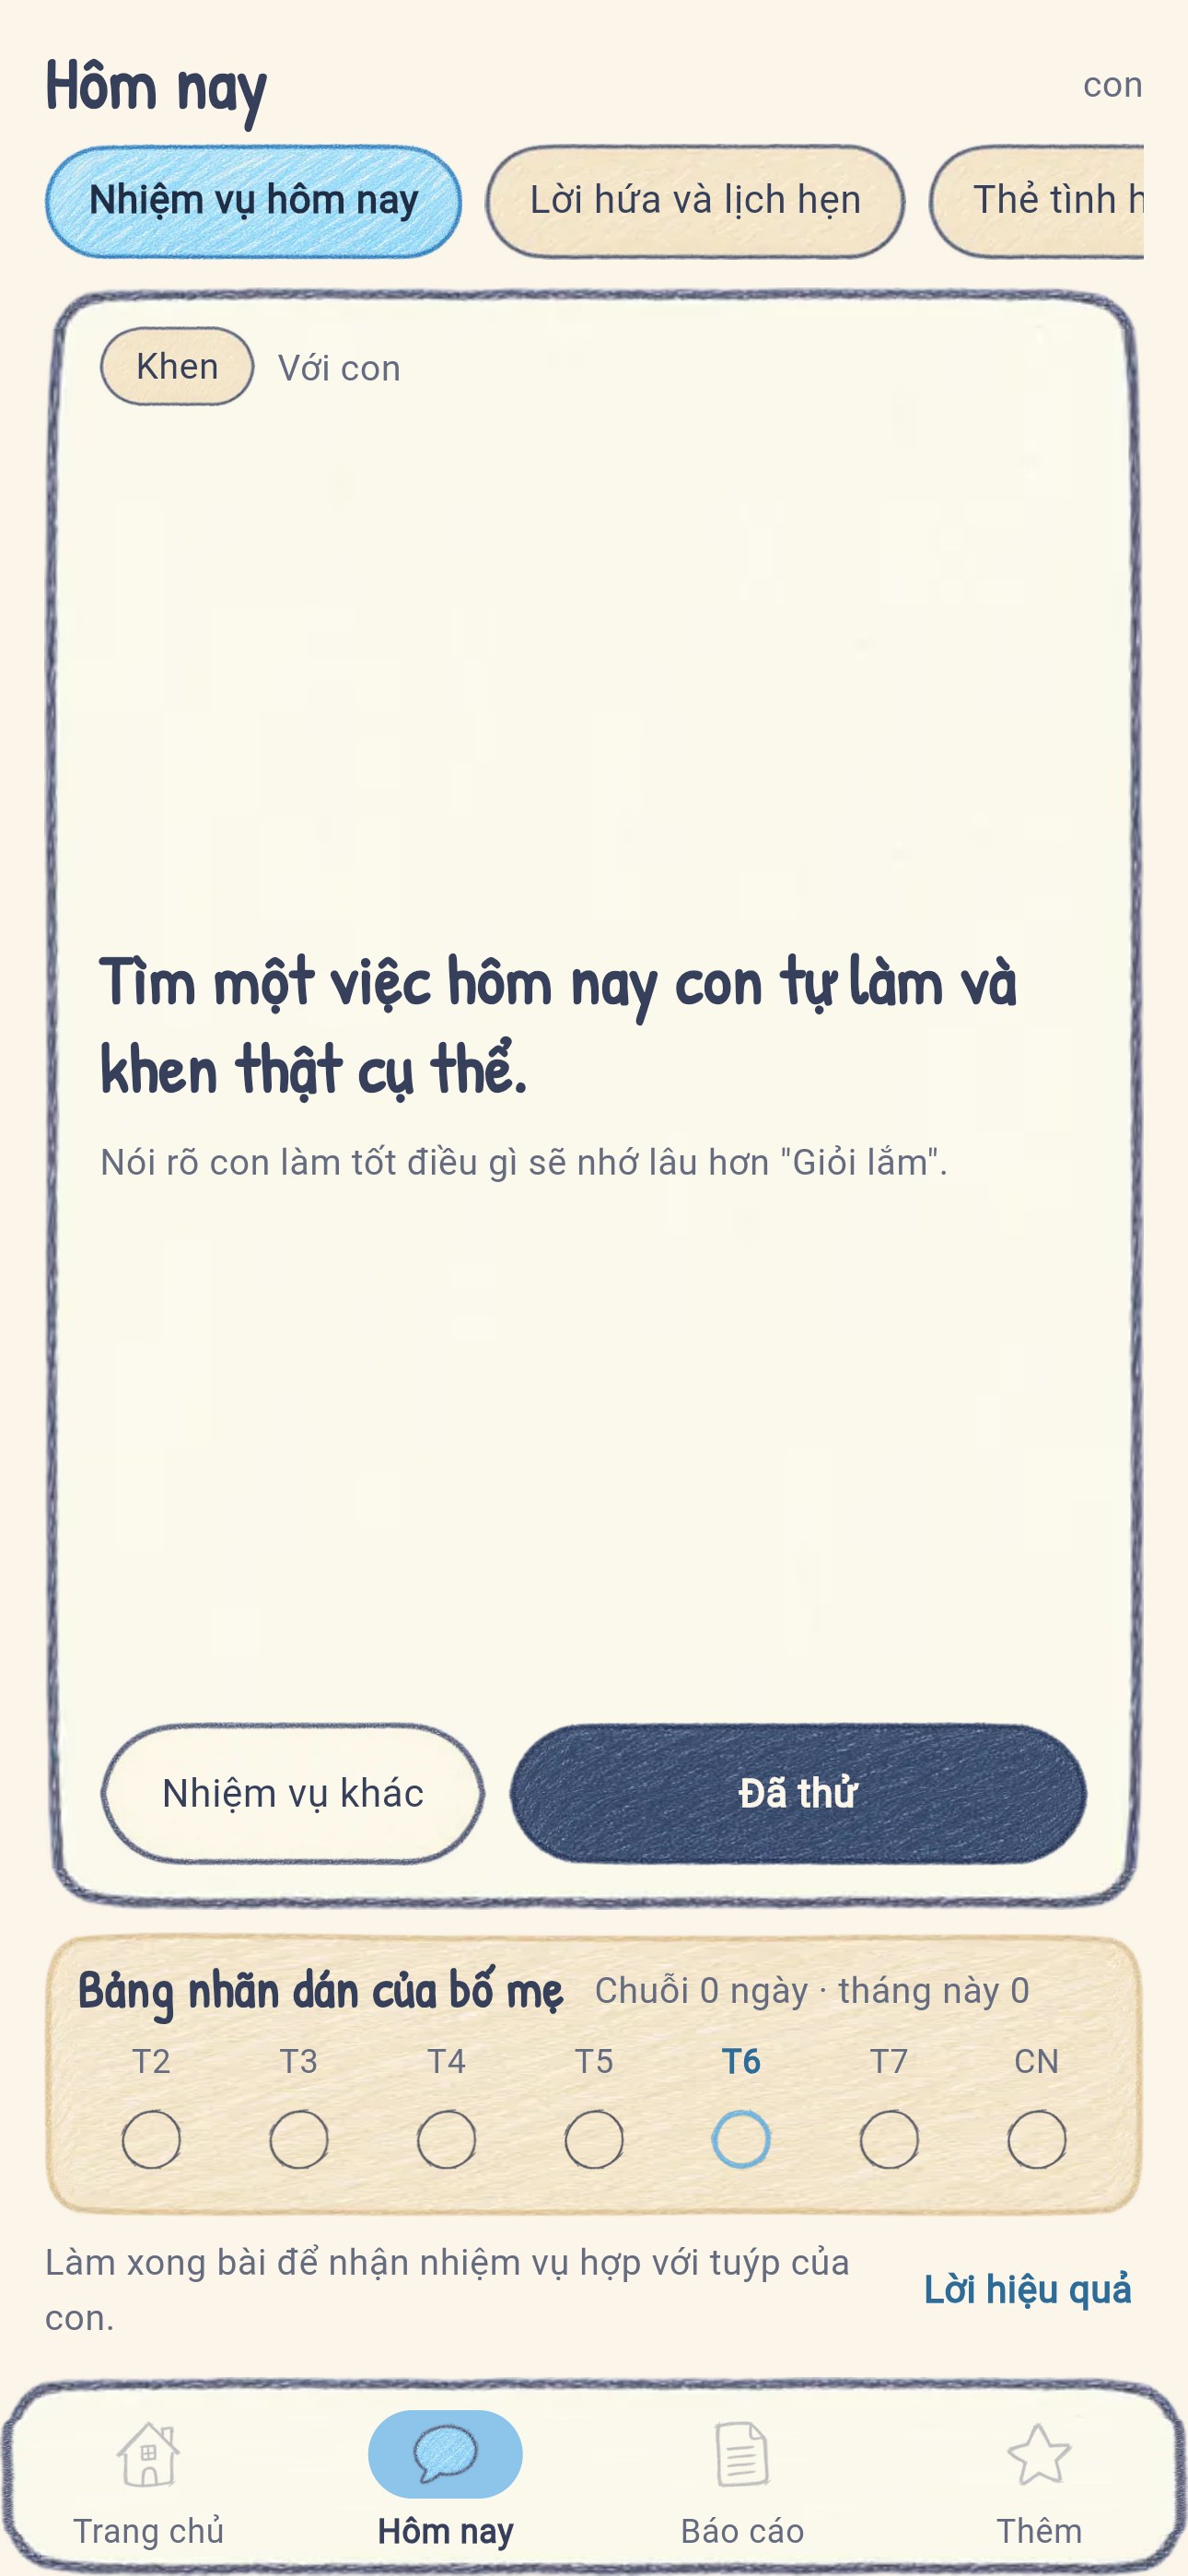 Hôm nay
con
Nhiệm vụ hôm nay
Lời hứa và lịch hẹn
Thẻ tình h
Khen
Với con
Tìm một việc hôm nay con tự làm và
khen thật cụ thể.
Nói rõ con làm tốt điều gì sẽ nhớ lâu hơn "Giỏi lắm".
Nhiệm vụ khác
Đã thử
Bảng nhãn dán của bố mẹ
Chuỗi 0 ngày · tháng này 0
T2 T3 T4 T5 T6 T7 CN
Làm xong bài để nhận nhiệm vụ hợp với tuýp của
con.
Lời hiệu quả
Trang chủ
Hôm nay
Báo cáo
Thêm